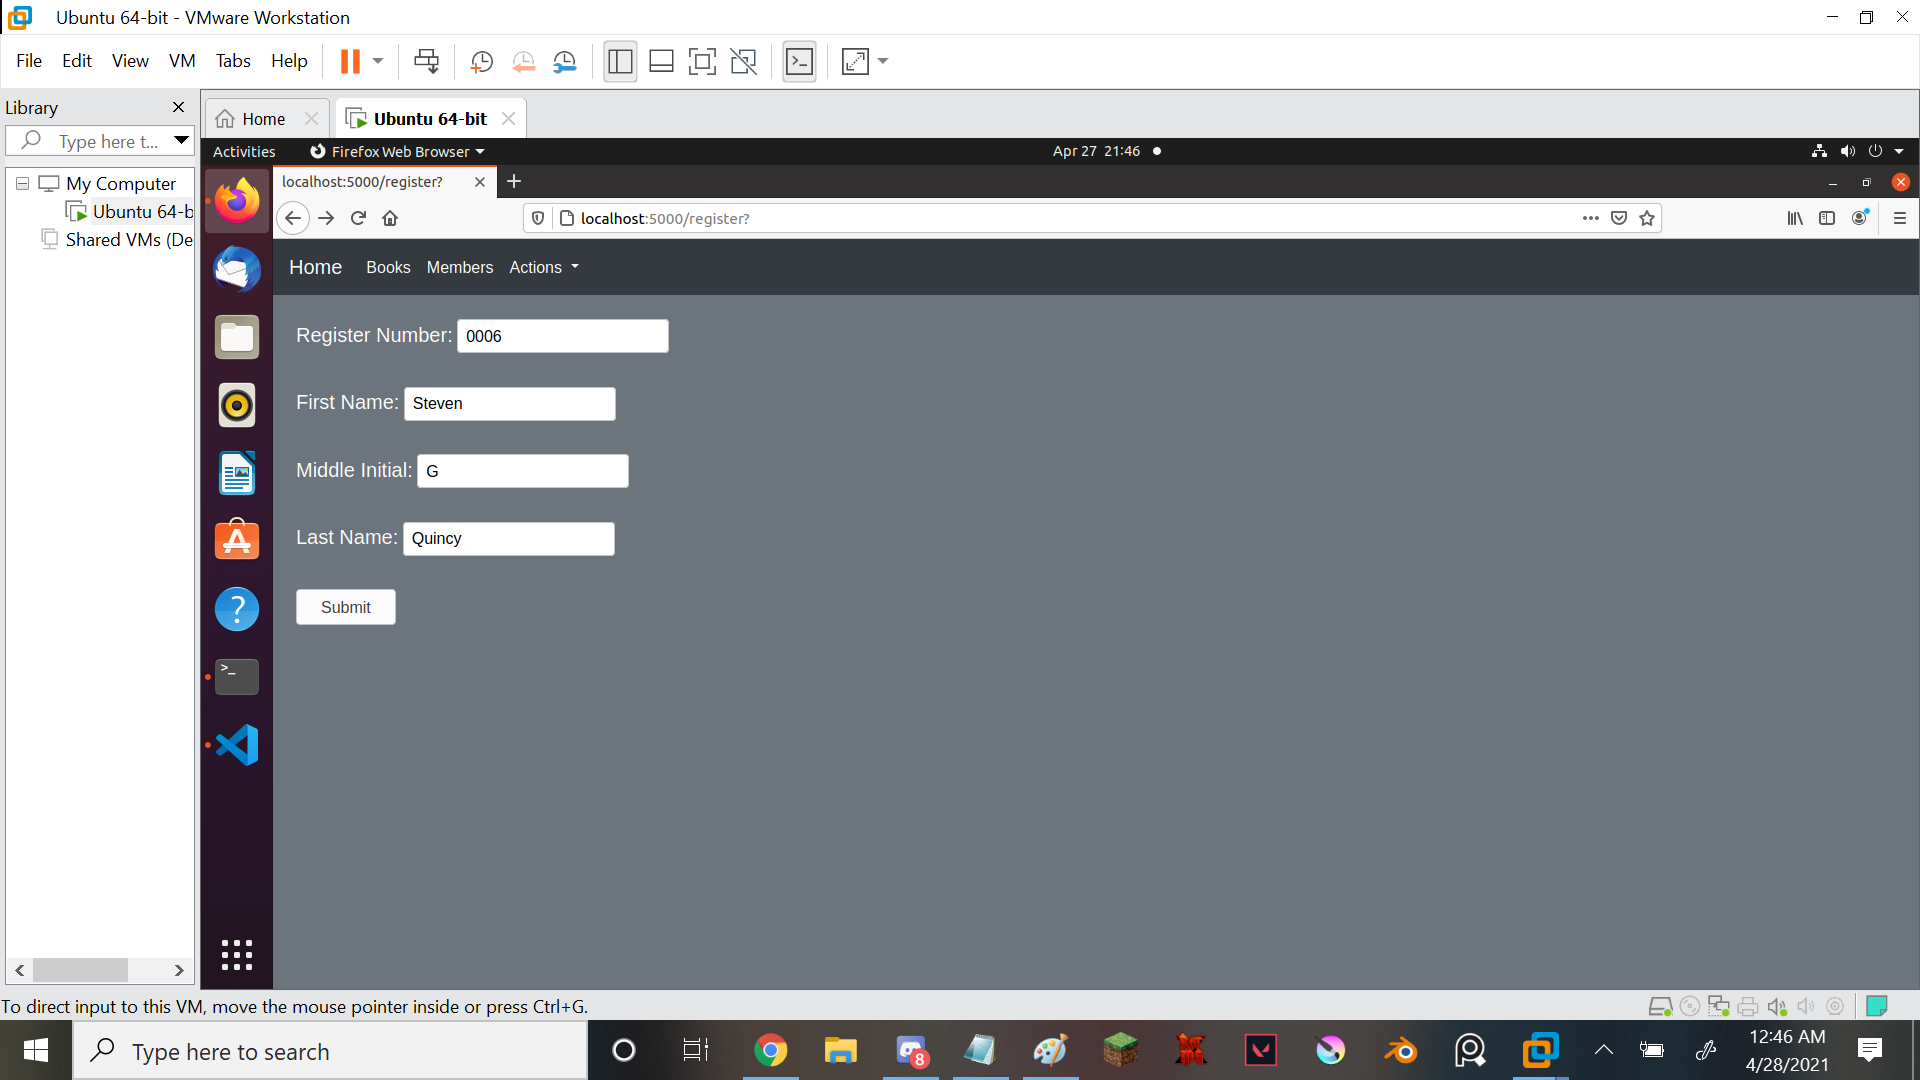 Ubuntu 64-bit - VMware Workstation
File Edit View VM Tabs Help
Library
Type here t...
My Computer
Ubuntu 64-b
Shared VMs (De
Home
Ubuntu 64-bit
Activities
Firefox Web Browser
Apr 27 21:46
localhost:5000/register?
localhost:5000/register?
Home Books Members Actions
Register Number: 0006
First Name: Steven
Middle Initial: G
Last Name: Quincy
Submit
To direct input to this VM, move the mouse pointer inside or press Ctrl+G.
Type here to search
8
12:46 AM
4/28/2021